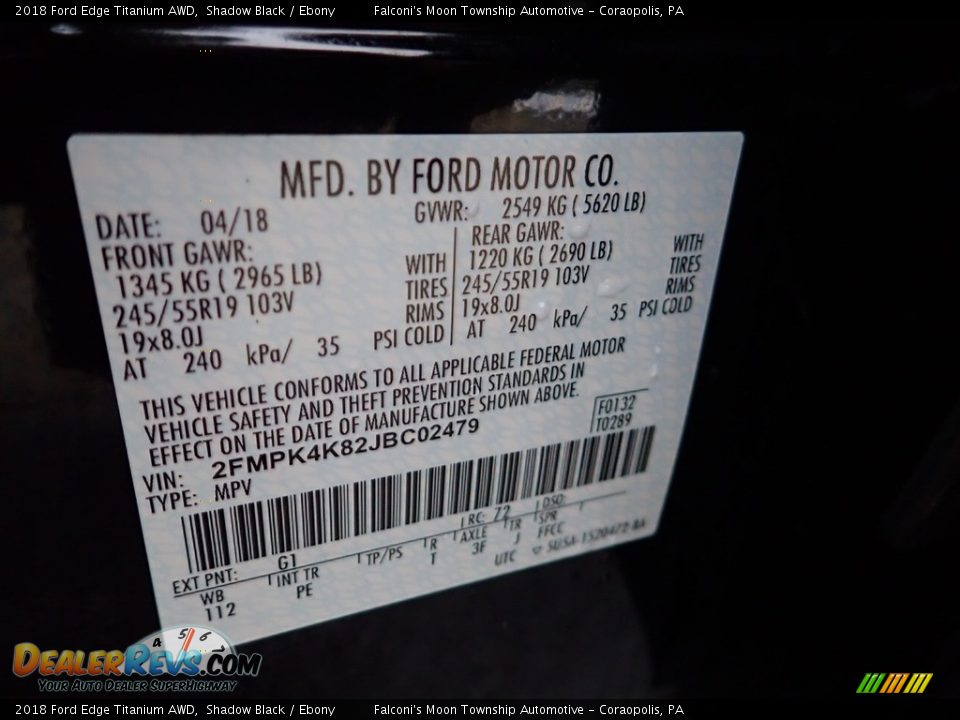 2018 Ford Edge Titanium AWD,  Shadow Black / Ebony          Falconi's Moon Township Automotive - Coraopolis, PA
MFD. BY FORD MOTOR CO.
DATE: 04/18 GVWR: 2549 KG ( 5620 LB)
FRONT GAWR: REAR GAWR:
1345 KG ( 2965 LB) WITH 1220 KG ( 2690 LB) WITH
245/55R19 103V TIRES 245/55R19 103V TIRES
19x8.0J RIMS 19x8.0J RIMS
AT 240 kPa/ 35 PSI COLD AT 240 kPa/ 35 PSI COLD
THIS VEHICLE CONFORMS TO ALL APPLICABLE FEDERAL MOTOR
VEHICLE SAFETY AND THEFT PREVENTION STANDARDS IN
EFFECT ON THE DATE OF MANUFACTURE SHOWN ABOVE.
F0132
T0289
VIN: 2FMPK4K82JBC02479
TYPE: MPV
EXT PNT: G1 RC: 72 DSO:
WB INT TR TP/PS R AXLE TR SPR
112 PE T 3F J FFCC
UTC
4 5 6
DEALERREVS.COM
YOUR AUTO DEALER SUPERHIGHWAY
2018 Ford Edge Titanium AWD,  Shadow Black / Ebony          Falconi's Moon Township Automotive - Coraopolis, PA